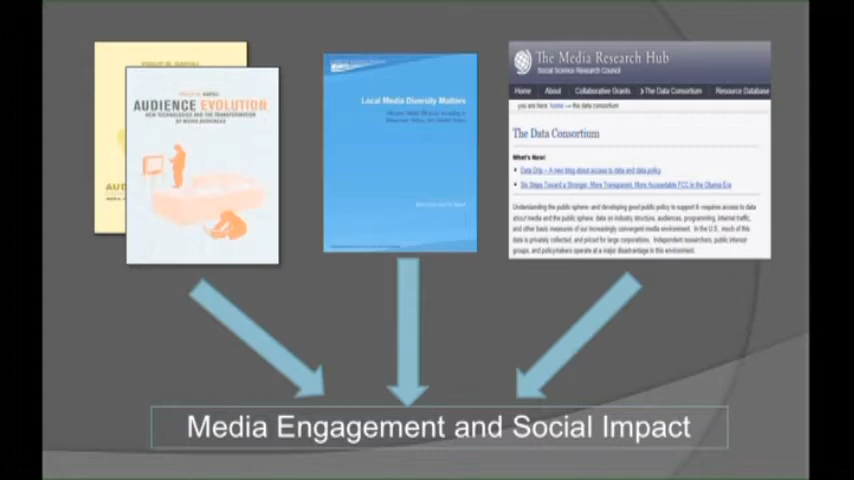 PHILIP M. NAPOLI
AUDIENCE EVOLUTION
NEW TECHNOLOGIES AND THE TRANSFORMATION
OF MEDIA AUDIENCES
Local Media Diversity Matters
The Media Research Hub
Social Science Research Council
Home About Collaborative Grants The Data Consortium Resource Database
you are here: home the data consortium
The Data Consortium
What's New!
Data Drip -- A new blog about access to data and data policy
Six Steps Toward a Stronger, More Transparent, More Accountable FCC in the Obama Era
Understanding the public sphere--and developing good public policy to support it--requires access to data
about media and the public sphere: data on industry structure, audiences, programming, internet traffic,
and other basic measures of our increasingly convergent media environment. In the U.S., much of this
data is privately collected, and priced for large corporations. Independent researchers, public interest
groups, and policymakers operate at a major disadvantage in this environment.
Media Engagement and Social Impact